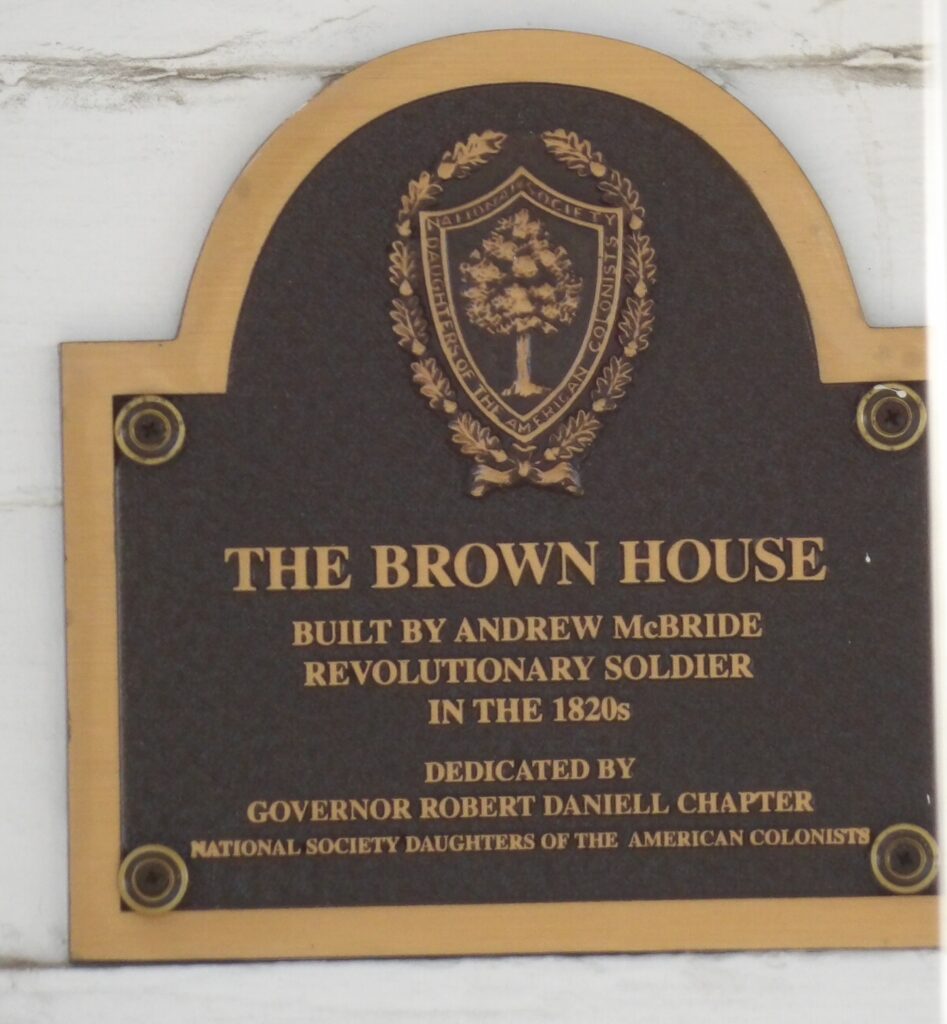 NATIONAL SOCIETY
DAUGHTERS OF THE AMERICAN COLONISTS
THE BROWN HOUSE
BUILT BY ANDREW McBRIDE
REVOLUTIONARY SOLDIER
IN THE 1820s
DEDICATED BY
GOVERNOR ROBERT DANIELL CHAPTER
NATIONAL SOCIETY DAUGHTERS OF THE AMERICAN COLONISTS